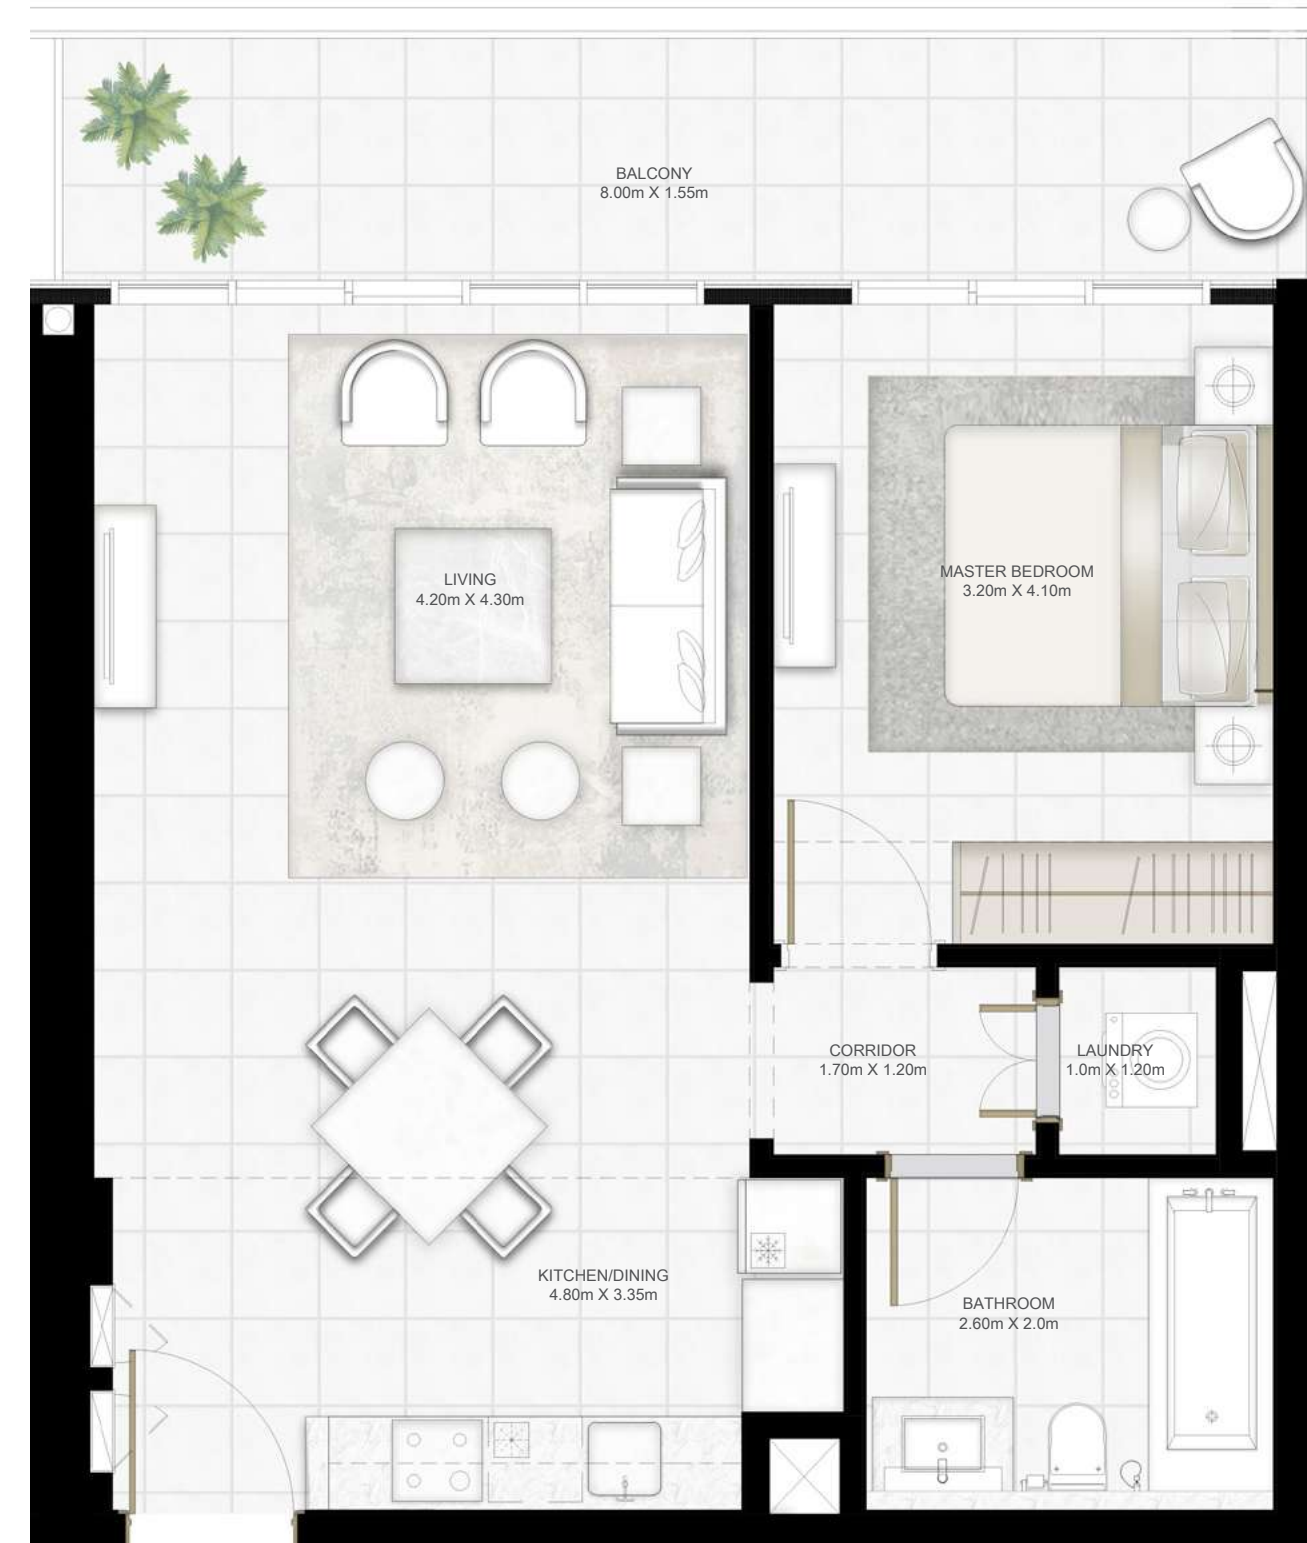 BALCONY
8.00m X 1.55m
LIVING
4.20m X 4.30m
MASTER BEDROOM
3.20m X 4.10m
CORRIDOR
1.70m X 1.20m
LAUNDRY
1.0m X 1.20m
KITCHEN/DINING
4.80m X 3.35m
BATHROOM
2.60m X 2.0m